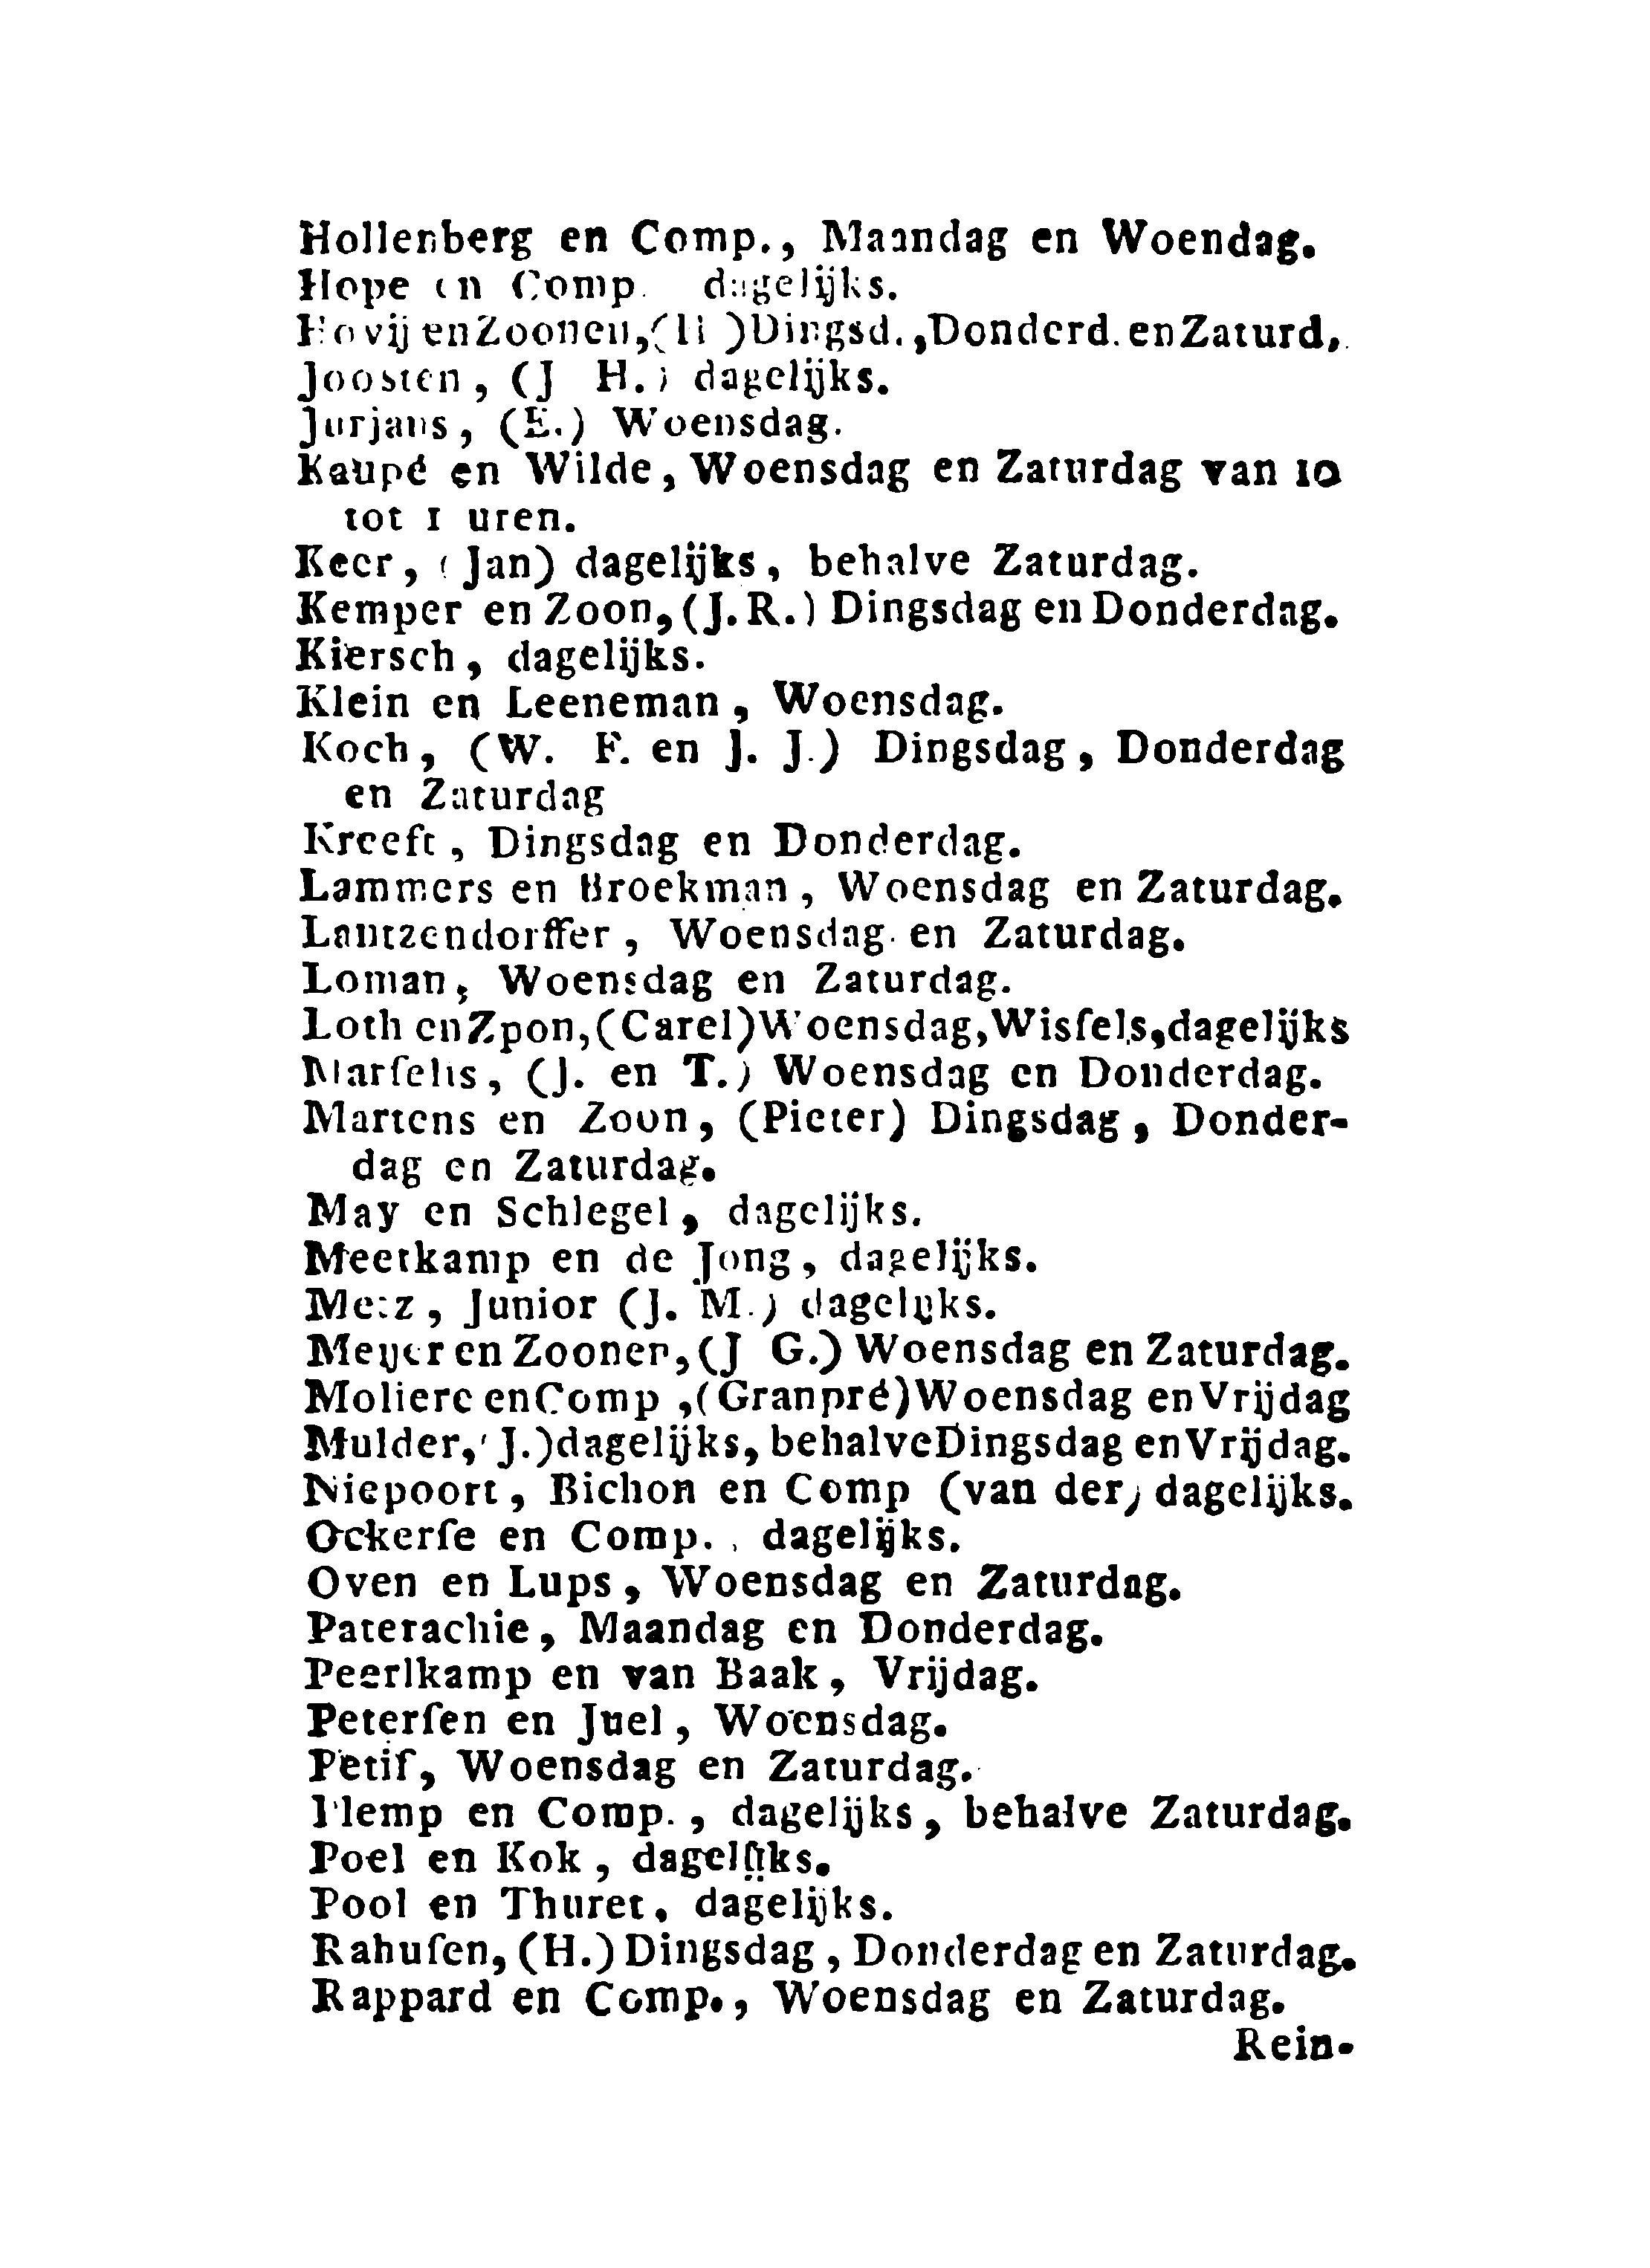 Hollenberg en Comp., Maandag en Woendag.
Hope en Comp. dagelijks.
Hovij en Zoonen, (H ) Dingsd., Donderd. en Zaturd.
Joosten, (J H.) dagelijks.
Jurjans, (E.) Woensdag.
Kaupé en Wilde, Woensdag en Zaturdag van 10
tot 1 uren.
Keer, (Jan) dagelijks, behalve Zaturdag.
Kemper en Zoon, (J. R.) Dingsdag en Donderdag.
Kiersch, dagelijks.
Klein en Leeneman, Woensdag.
Koch, (W. F. en J. J.) Dingsdag, Donderdag
en Zaturdag
Kreeft, Dingsdag en Donderdag.
Lammers en Broekman, Woensdag en Zaturdag.
Lantzendorffer, Woensdag en Zaturdag.
Loman, Woensdag en Zaturdag.
Loth en Zoon, (Carel) Woensdag, Wisſels, dagelijks
Marſelis, (J. en T.) Woensdag en Donderdag.
Martens en Zoon, (Pieter) Dingsdag, Donder-
dag en Zaturdag.
May en Schlegel, dagelijks.
Meetkamp en de Jong, dagelijks.
Metz, Junior (J. M.) dagelijks.
Meijer en Zoonen, (J G.) Woensdag en Zaturdag.
Moliere en Comp, (Granpré) Woensdag en Vrijdag
Mulder, (J.) dagelijks, behalve Dingsdag en Vrijdag.
Niepoort, Bichon en Comp (van der) dagelijks.
Ockerſe en Comp., dagelijks.
Oven en Lups, Woensdag en Zaturdag.
Paterachie, Maandag en Donderdag.
Peerlkamp en van Baak, Vrijdag.
Peterſen en Juel, Woensdag.
Petiſ, Woensdag en Zaturdag.
Plemp en Comp., dagelijks, behalve Zaturdag.
Poel en Kok, dagelijks.
Pool en Thuret, dagelijks.
Rahuſen, (H.) Dingsdag, Donderdag en Zaturdag.
Rappard en Comp., Woensdag en Zaturdag.
Rein-